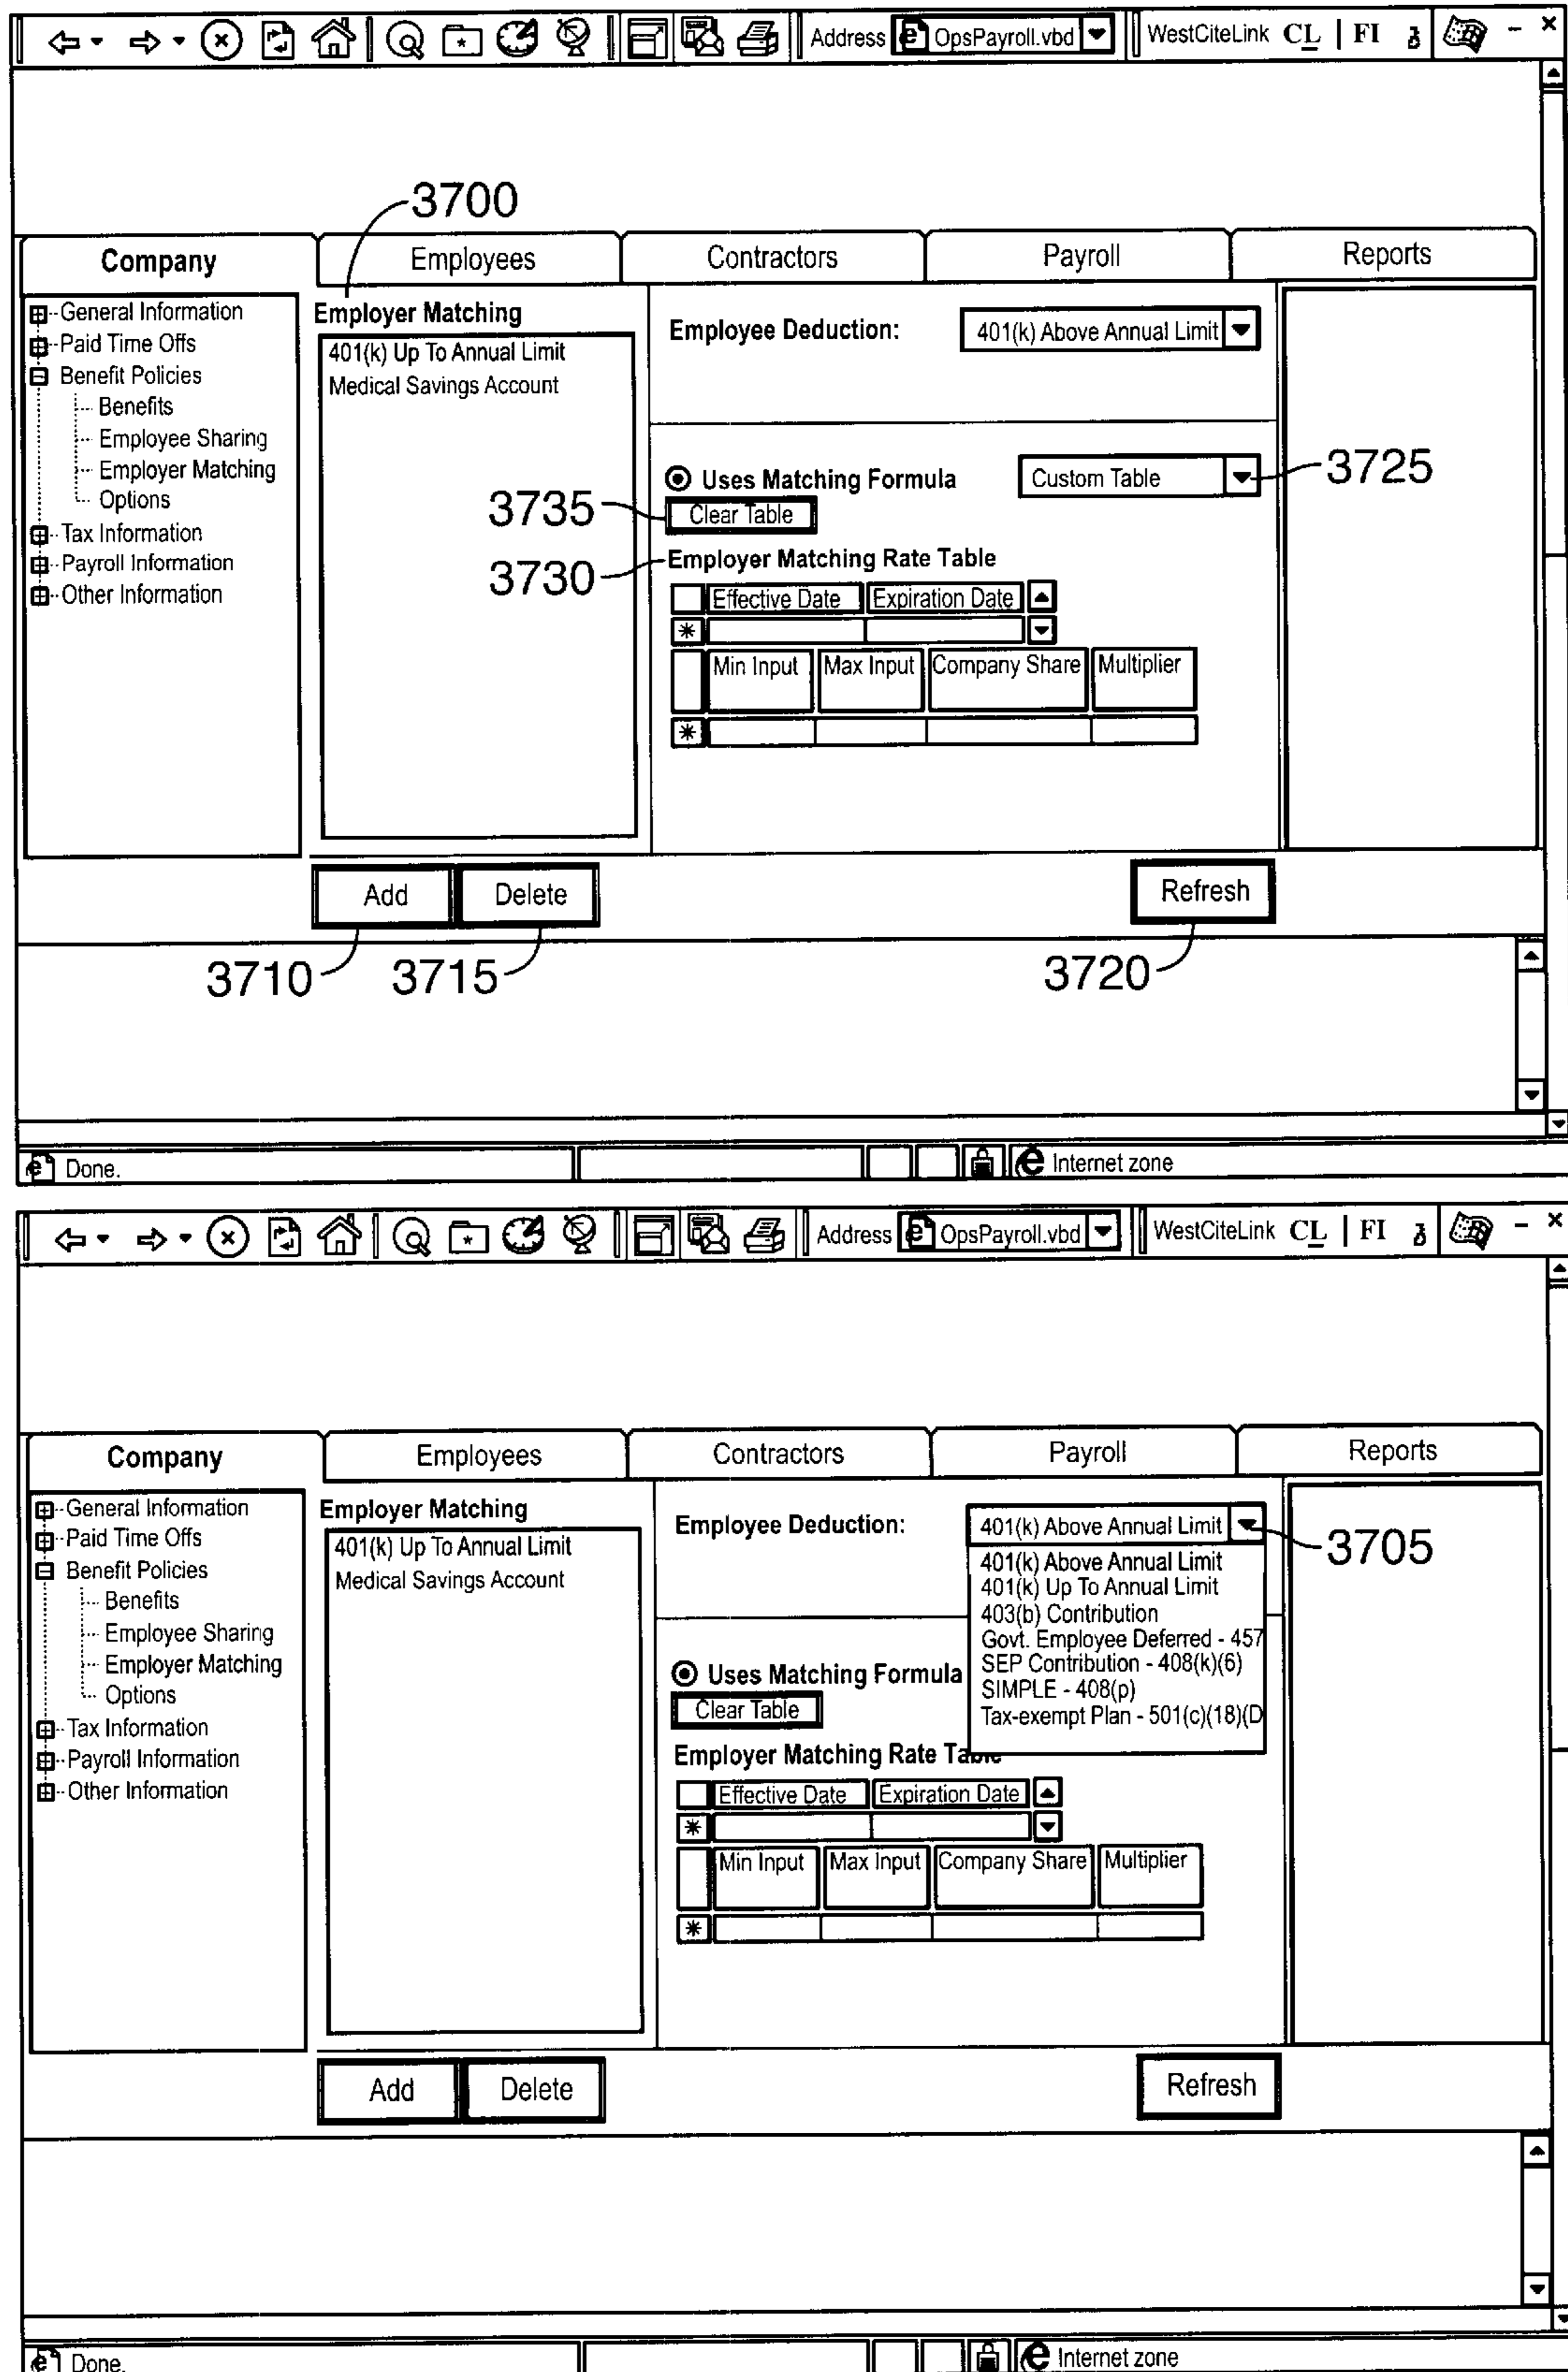 Address OpsPayroll.vbd WestCiteLink CL | FI
3700
Company Employees Contractors Payroll Reports
General Information
Paid Time Offs
Benefit Policies
Benefits
Employee Sharing
Employer Matching
Options
Tax Information
Payroll Information
Other Information
Employer Matching
401(k) Up To Annual Limit
Medical Savings Account
Employee Deduction: 401(k) Above Annual Limit
Uses Matching Formula Custom Table 3725
3735 Clear Table
3730 Employer Matching Rate Table
Effective Date Expiration Date
*
Min Input Max Input Company Share Multiplier
*
Add Delete Refresh
3710 3715 3720
Done. Internet zone
Address OpsPayroll.vbd WestCiteLink CL | FI
Company Employees Contractors Payroll Reports
General Information
Paid Time Offs
Benefit Policies
Benefits
Employee Sharing
Employer Matching
Options
Tax Information
Payroll Information
Other Information
Employer Matching
401(k) Up To Annual Limit
Medical Savings Account
Employee Deduction: 401(k) Above Annual Limit 3705
401(k) Above Annual Limit
401(k) Up To Annual Limit
403(b) Contribution
Govt. Employee Deferred - 457
SEP Contribution - 408(k)(6)
SIMPLE - 408(p)
Tax-exempt Plan - 501(c)(18)(D
Uses Matching Formula
Clear Table
Employer Matching Rate Table
Effective Date Expiration Date
*
Min Input Max Input Company Share Multiplier
*
Add Delete Refresh
Done. Internet zone